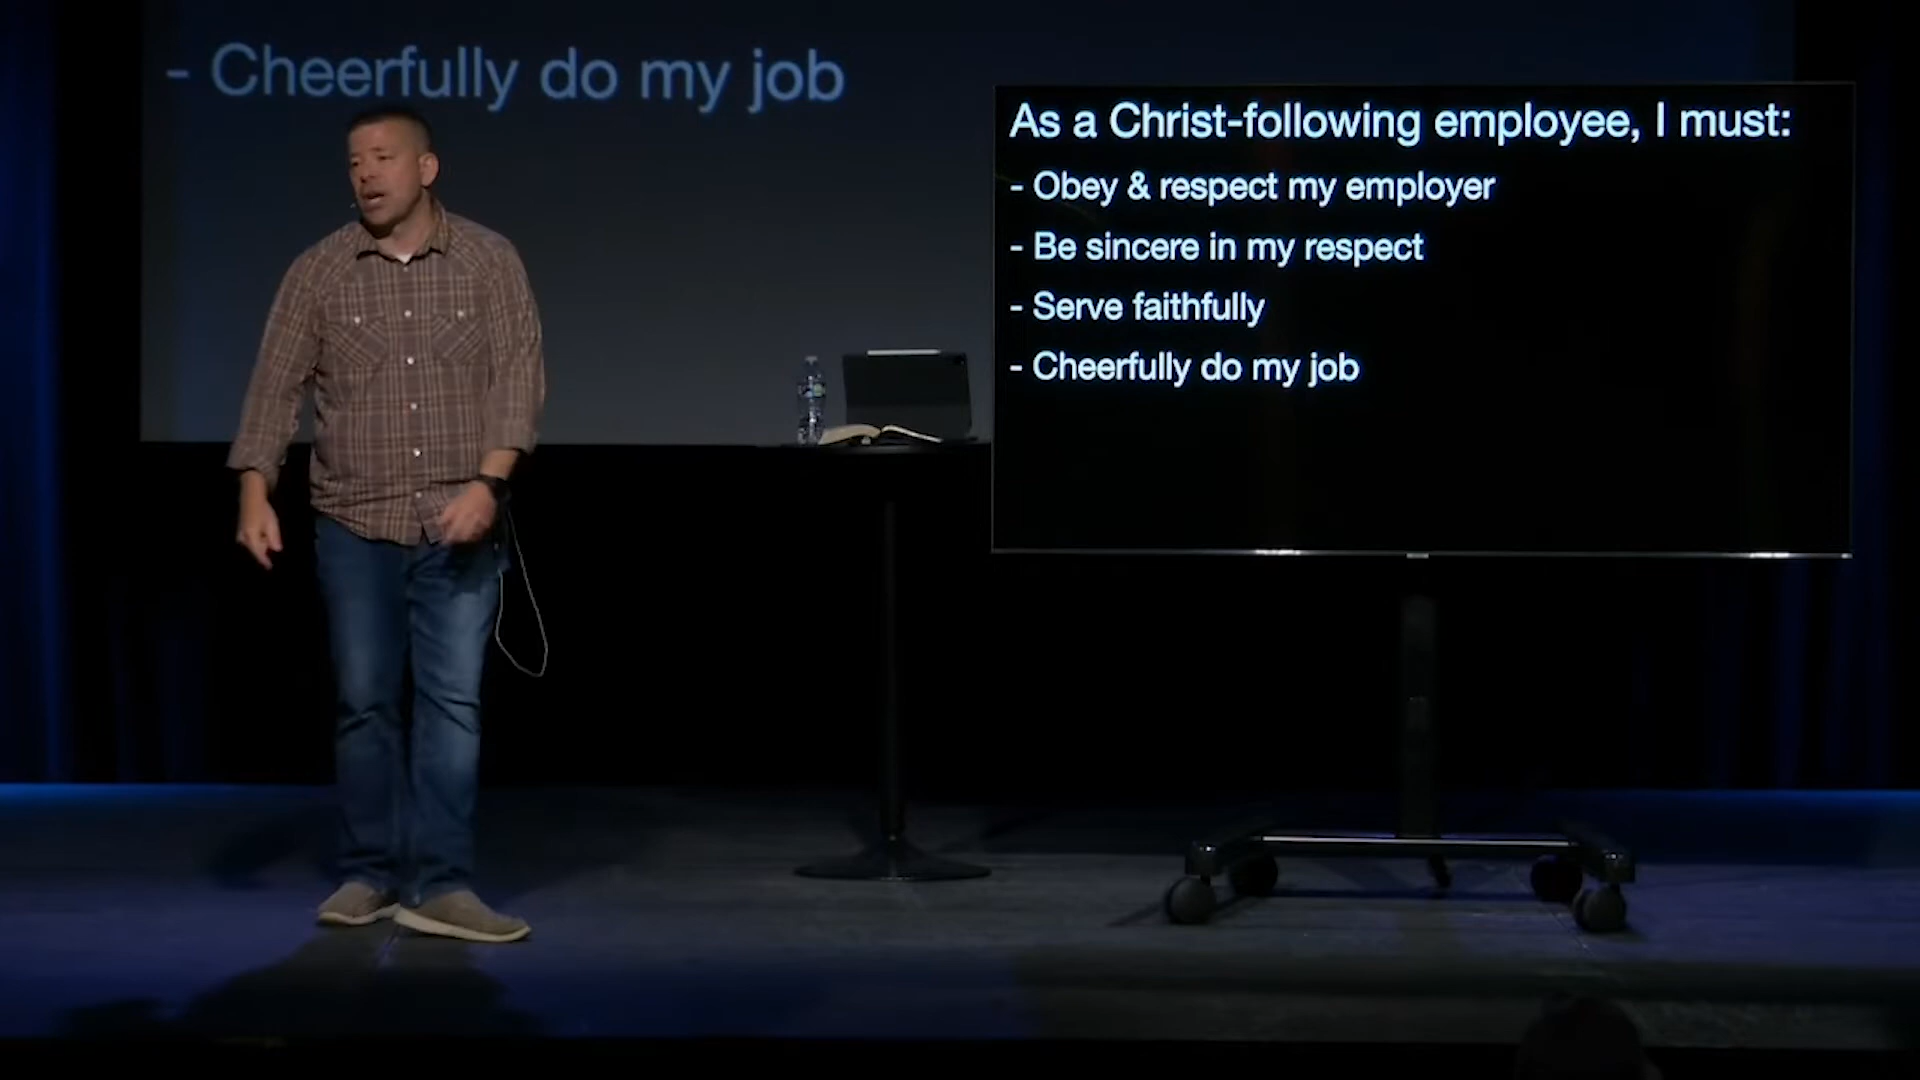 - Cheerfully do my job
As a Christ-following employee, I must:
- Obey & respect my employer
- Be sincere in my respect
- Serve faithfully
- Cheerfully do my job